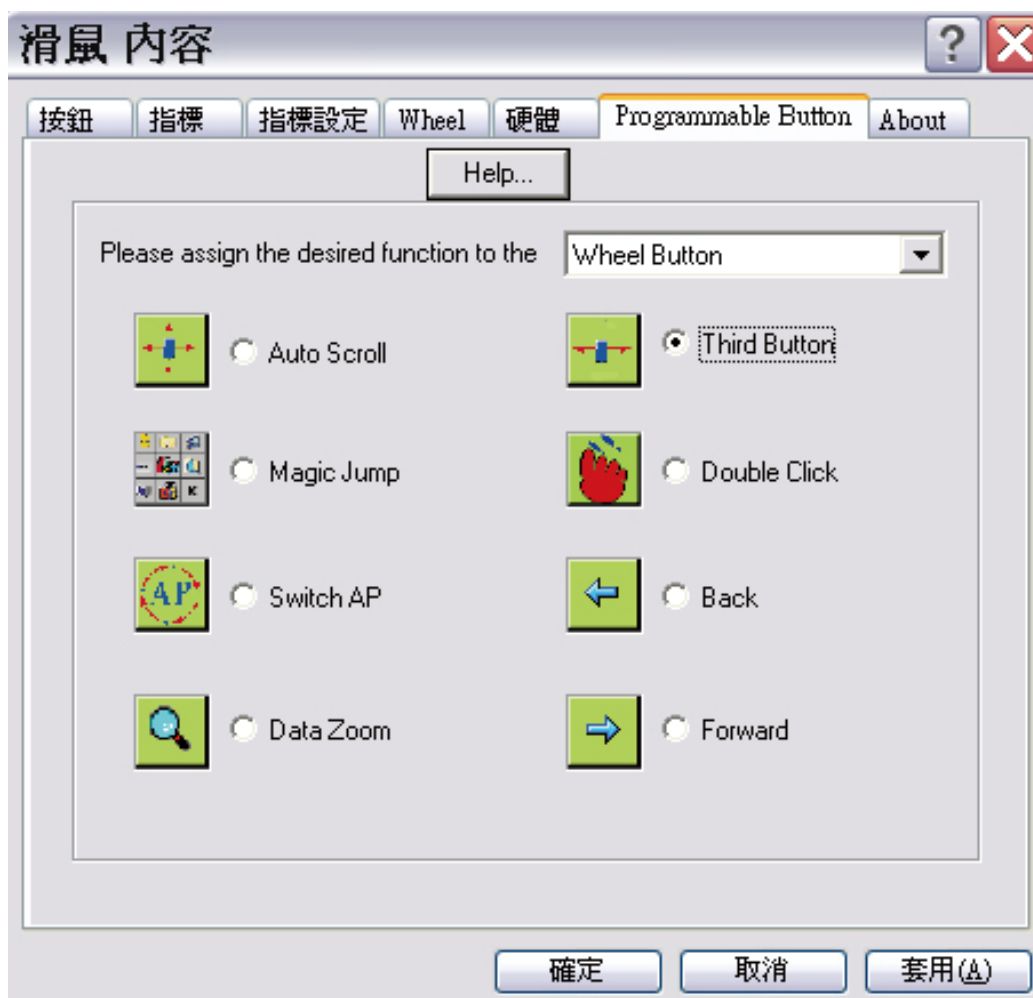 滑鼠 內容
按鈕 指標 指標設定 Wheel 硬體 Programmable Button About
Help...
Please assign the desired function to the Wheel Button
Auto Scroll Third Button
Magic Jump Double Click
AP Switch AP Back
Data Zoom Forward
確定 取消 套用(A)